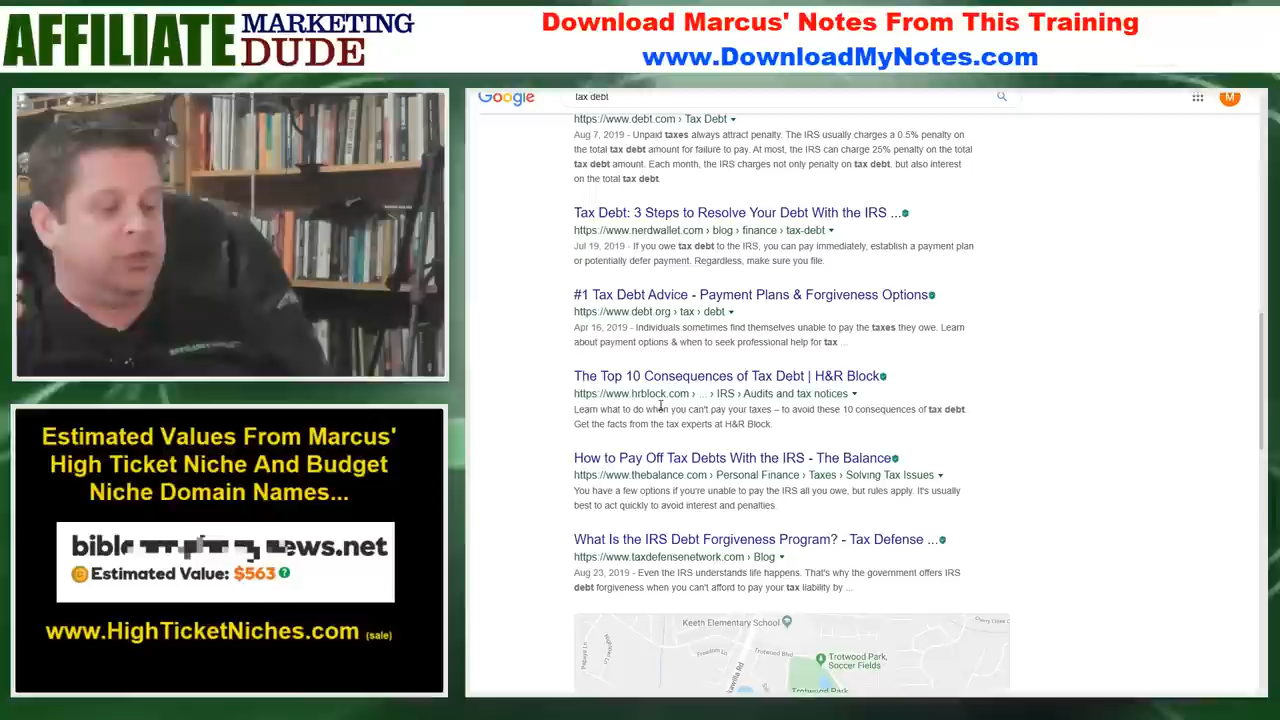 AFFILIATE MARKETING DUDE
Download Marcus' Notes From This Training
www.DownloadMyNotes.com
Google
tax debt
M
https://www.debt.com › Tax Debt
Aug 7, 2019 - Unpaid taxes always attract penalty. The IRS usually charges a 0.5% penalty on
the total tax debt amount for failure to pay. At most, the IRS can charge 25% penalty on the total
tax debt amount. Each month, the IRS charges not only penalty on tax debt, but also interest
on the total tax debt.
Tax Debt: 3 Steps to Resolve Your Debt With the IRS ...
https://www.nerdwallet.com › blog › finance › tax-debt
Jul 19, 2019 - If you owe tax debt to the IRS, you can pay immediately, establish a payment plan
or potentially defer payment. Regardless, make sure you file.
#1 Tax Debt Advice - Payment Plans & Forgiveness Options
https://www.debt.org › tax › debt
Apr 16, 2019 - Individuals sometimes find themselves unable to pay the taxes they owe. Learn
about payment options & when to seek professional help for tax ...
The Top 10 Consequences of Tax Debt | H&R Block
https://www.hrblock.com › ... › IRS › Audits and tax notices
Learn what to do when you can't pay your taxes – to avoid these 10 consequences of tax debt.
Get the facts from the tax experts at H&R Block.
How to Pay Off Tax Debts With the IRS - The Balance
https://www.thebalance.com › Personal Finance › Taxes › Solving Tax Issues
You have a few options if you're unable to pay the IRS all you owe, but rules apply. It's usually
best to act quickly to avoid interest and penalties.
What Is the IRS Debt Forgiveness Program? - Tax Defense ...
https://www.taxdefensenetwork.com › Blog
Aug 23, 2019 - Even the IRS understands life happens. That's why the government offers IRS
debt forgiveness when you can't afford to pay your tax liability by ...
Keeth Elementary School
Trotwood Blvd
Trotwood Park,
Soccer Fields
Trotwood Park
Estimated Values From Marcus'
High Ticket Niche And Budget
Niche Domain Names...
ews.net
Estimated Value: $563
www.HighTicketNiches.com (sale)